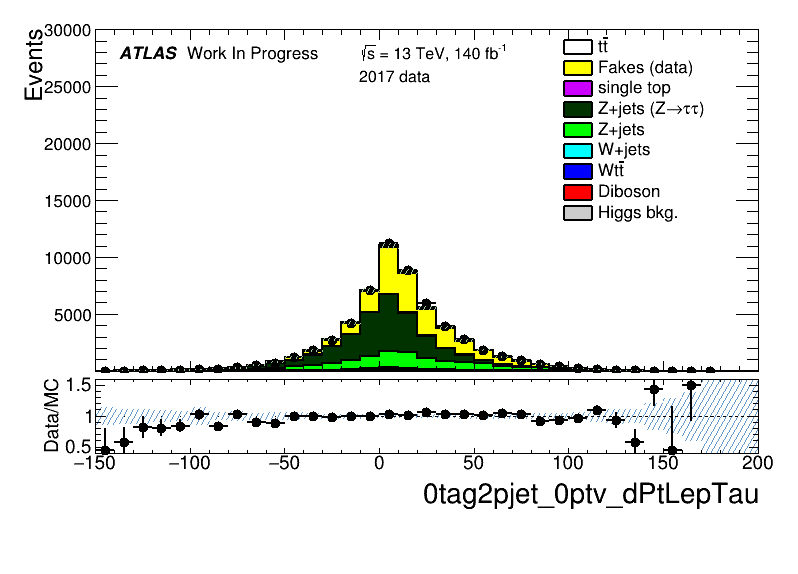 30000
25000
20000
15000
10000
5000
Events
ATLAS Work In Progress
√s = 13 TeV, 140 fb⁻¹
2017 data
tt̄
Fakes (data)
single top
Z+jets (Z→ττ)
Z+jets
W+jets
Wtt̄
Diboson
Higgs bkg.
1.5
1
0.5
Data/MC
−150 −100 −50 0 50 100 150 200
0tag2pjet_0ptv_dPtLepTau